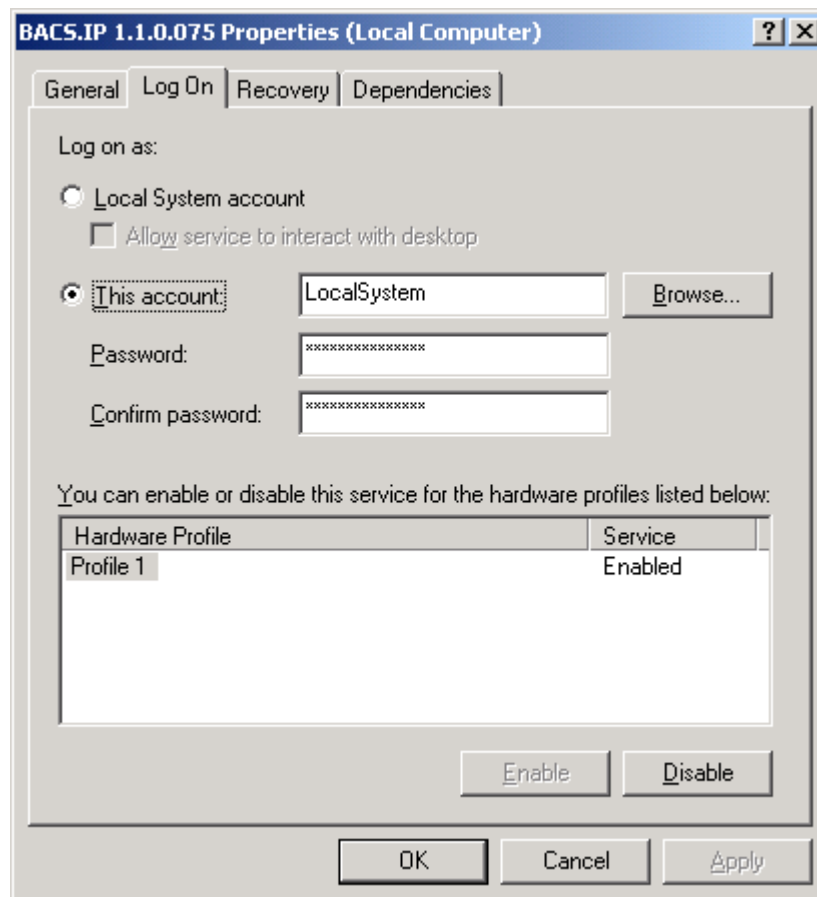 BACS.IP 1.1.0.075 Properties (Local Computer)
General Log On Recovery Dependencies
Log on as:
Local System account
Allow service to interact with desktop
This account: LocalSystem Browse...
Password: ***************
Confirm password: ***************
You can enable or disable this service for the hardware profiles listed below:
Hardware Profile Service
Profile 1 Enabled
Enable Disable
OK Cancel Apply